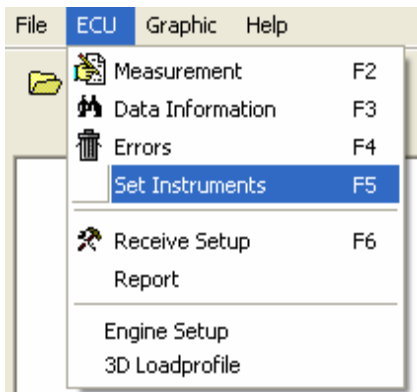 File ECU Graphic Help
Measurement F2
Data Information F3
Errors F4
Set Instruments F5
Receive Setup F6
Report
Engine Setup
3D Loadprofile